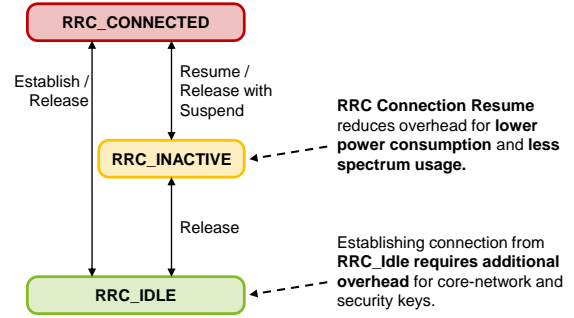 RRC_CONNECTED
Establish /
Release
Resume /
Release with
Suspend
RRC Connection Resume
reduces overhead for lower
power consumption and less
spectrum usage.
RRC_INACTIVE
Release
Establishing connection from
RRC_Idle requires additional
overhead for core-network and
security keys.
RRC_IDLE